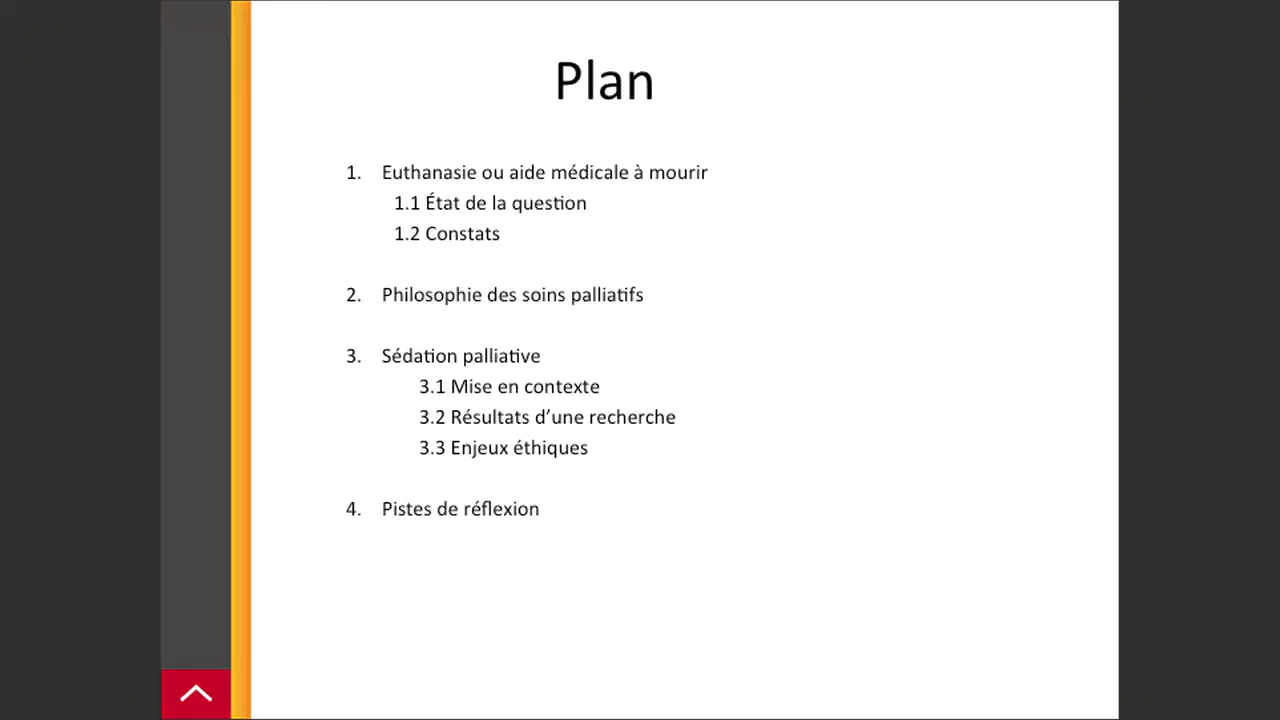 Plan
1. Euthanasie ou aide médicale à mourir
1.1 État de la question
1.2 Constats
2. Philosophie des soins palliatifs
3. Sédation palliative
3.1 Mise en contexte
3.2 Résultats d’une recherche
3.3 Enjeux éthiques
4. Pistes de réflexion